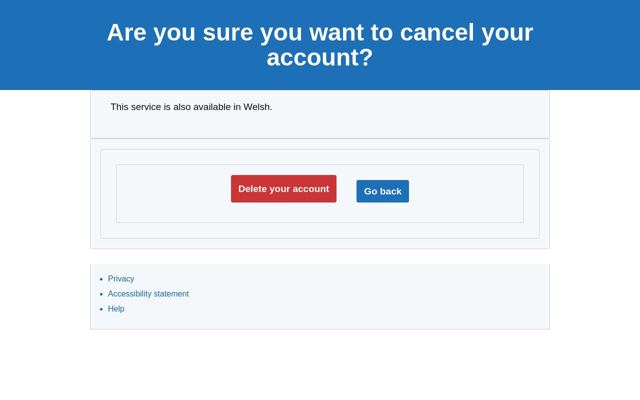 Are you sure you want to cancel your
account?
This service is also available in Welsh.
Delete your account
Go back
Privacy
Accessibility statement
Help